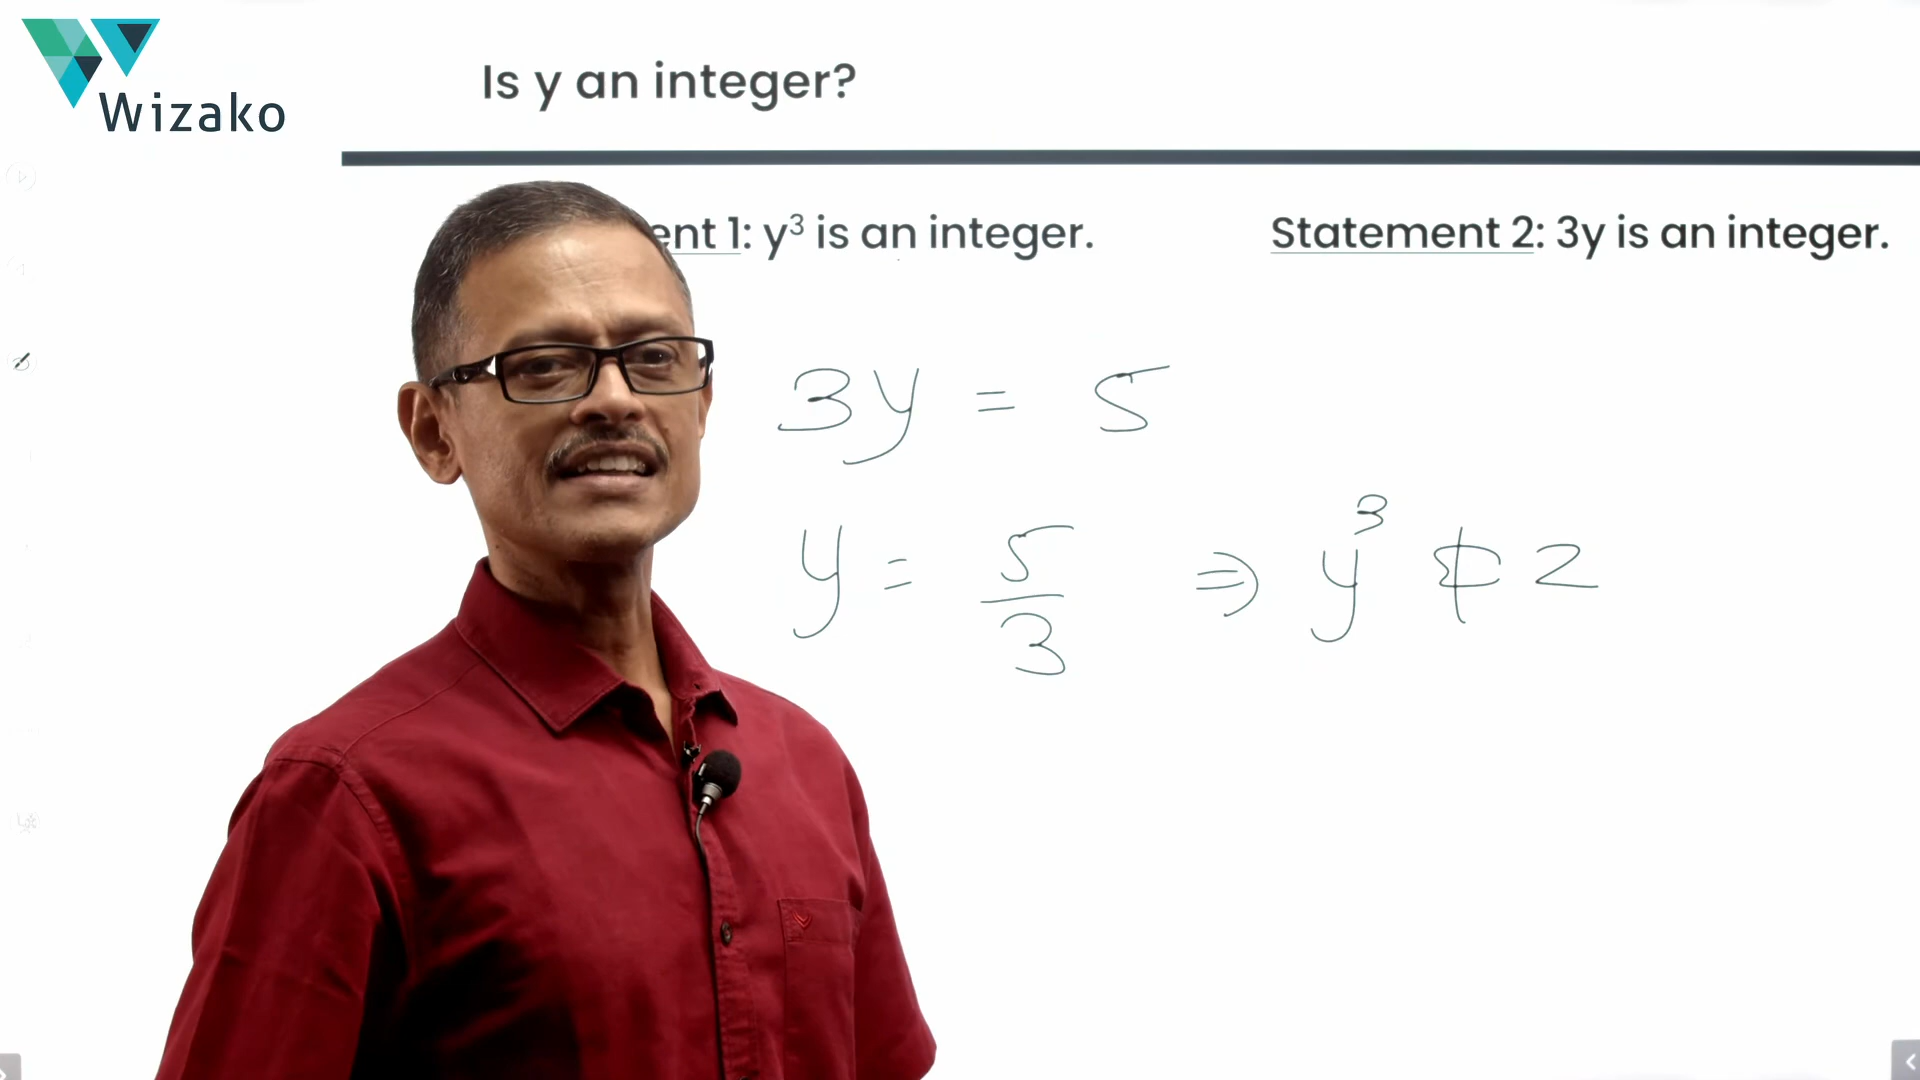 Wizako
Is y an integer?
ent 1: y³ is an integer.
Statement 2: 3y is an integer.
3y = 5
y = 5/3 ⇒ y³ ∉ Z